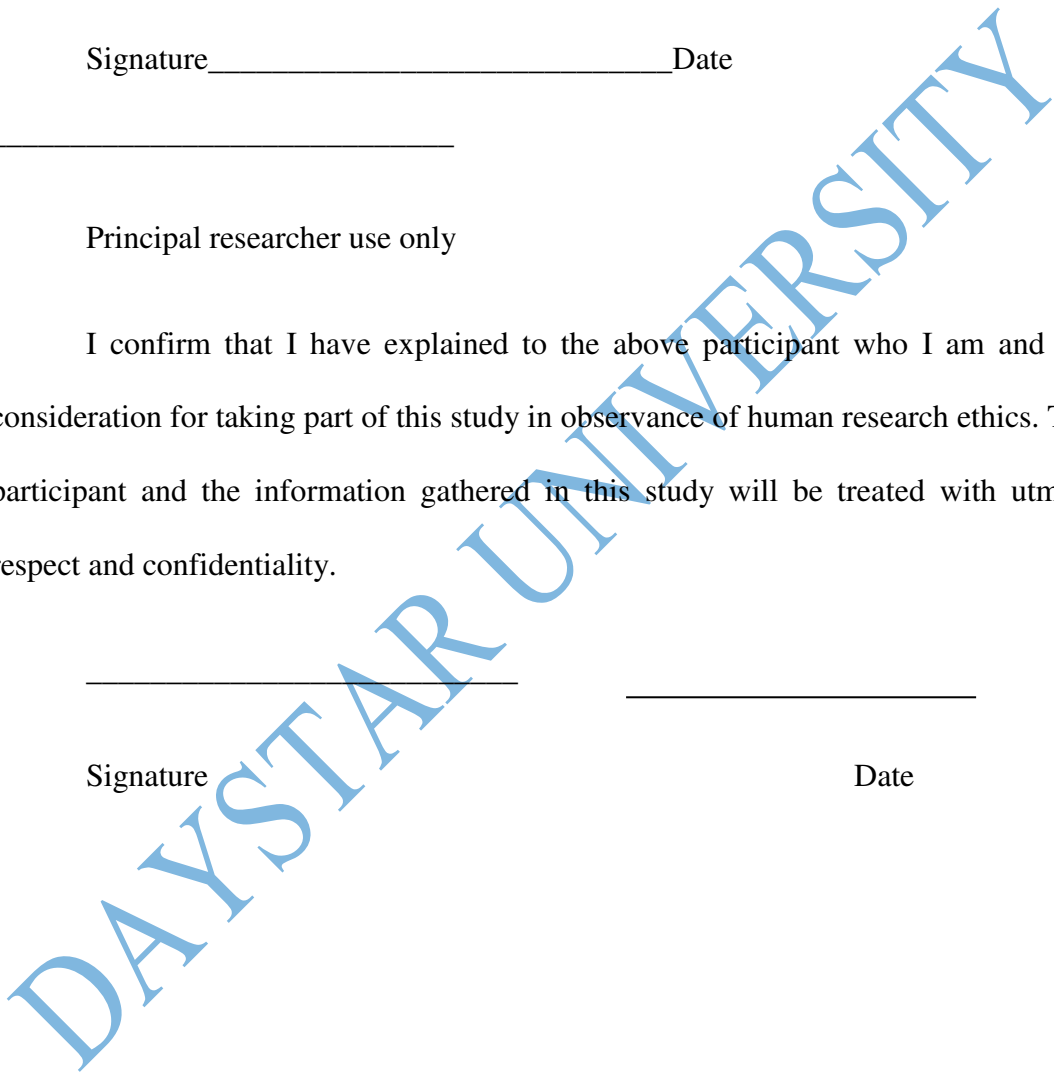 Signature_____________________________Date
_____________________________
Principal researcher use only
I confirm that I have explained to the above participant who I am and
consideration for taking part of this study in observance of human research ethics. T
participant and the information gathered in this study will be treated with utm
respect and confidentiality.
___________________________ ______________________
Signature Date
DAYSTAR UNIVERSITY